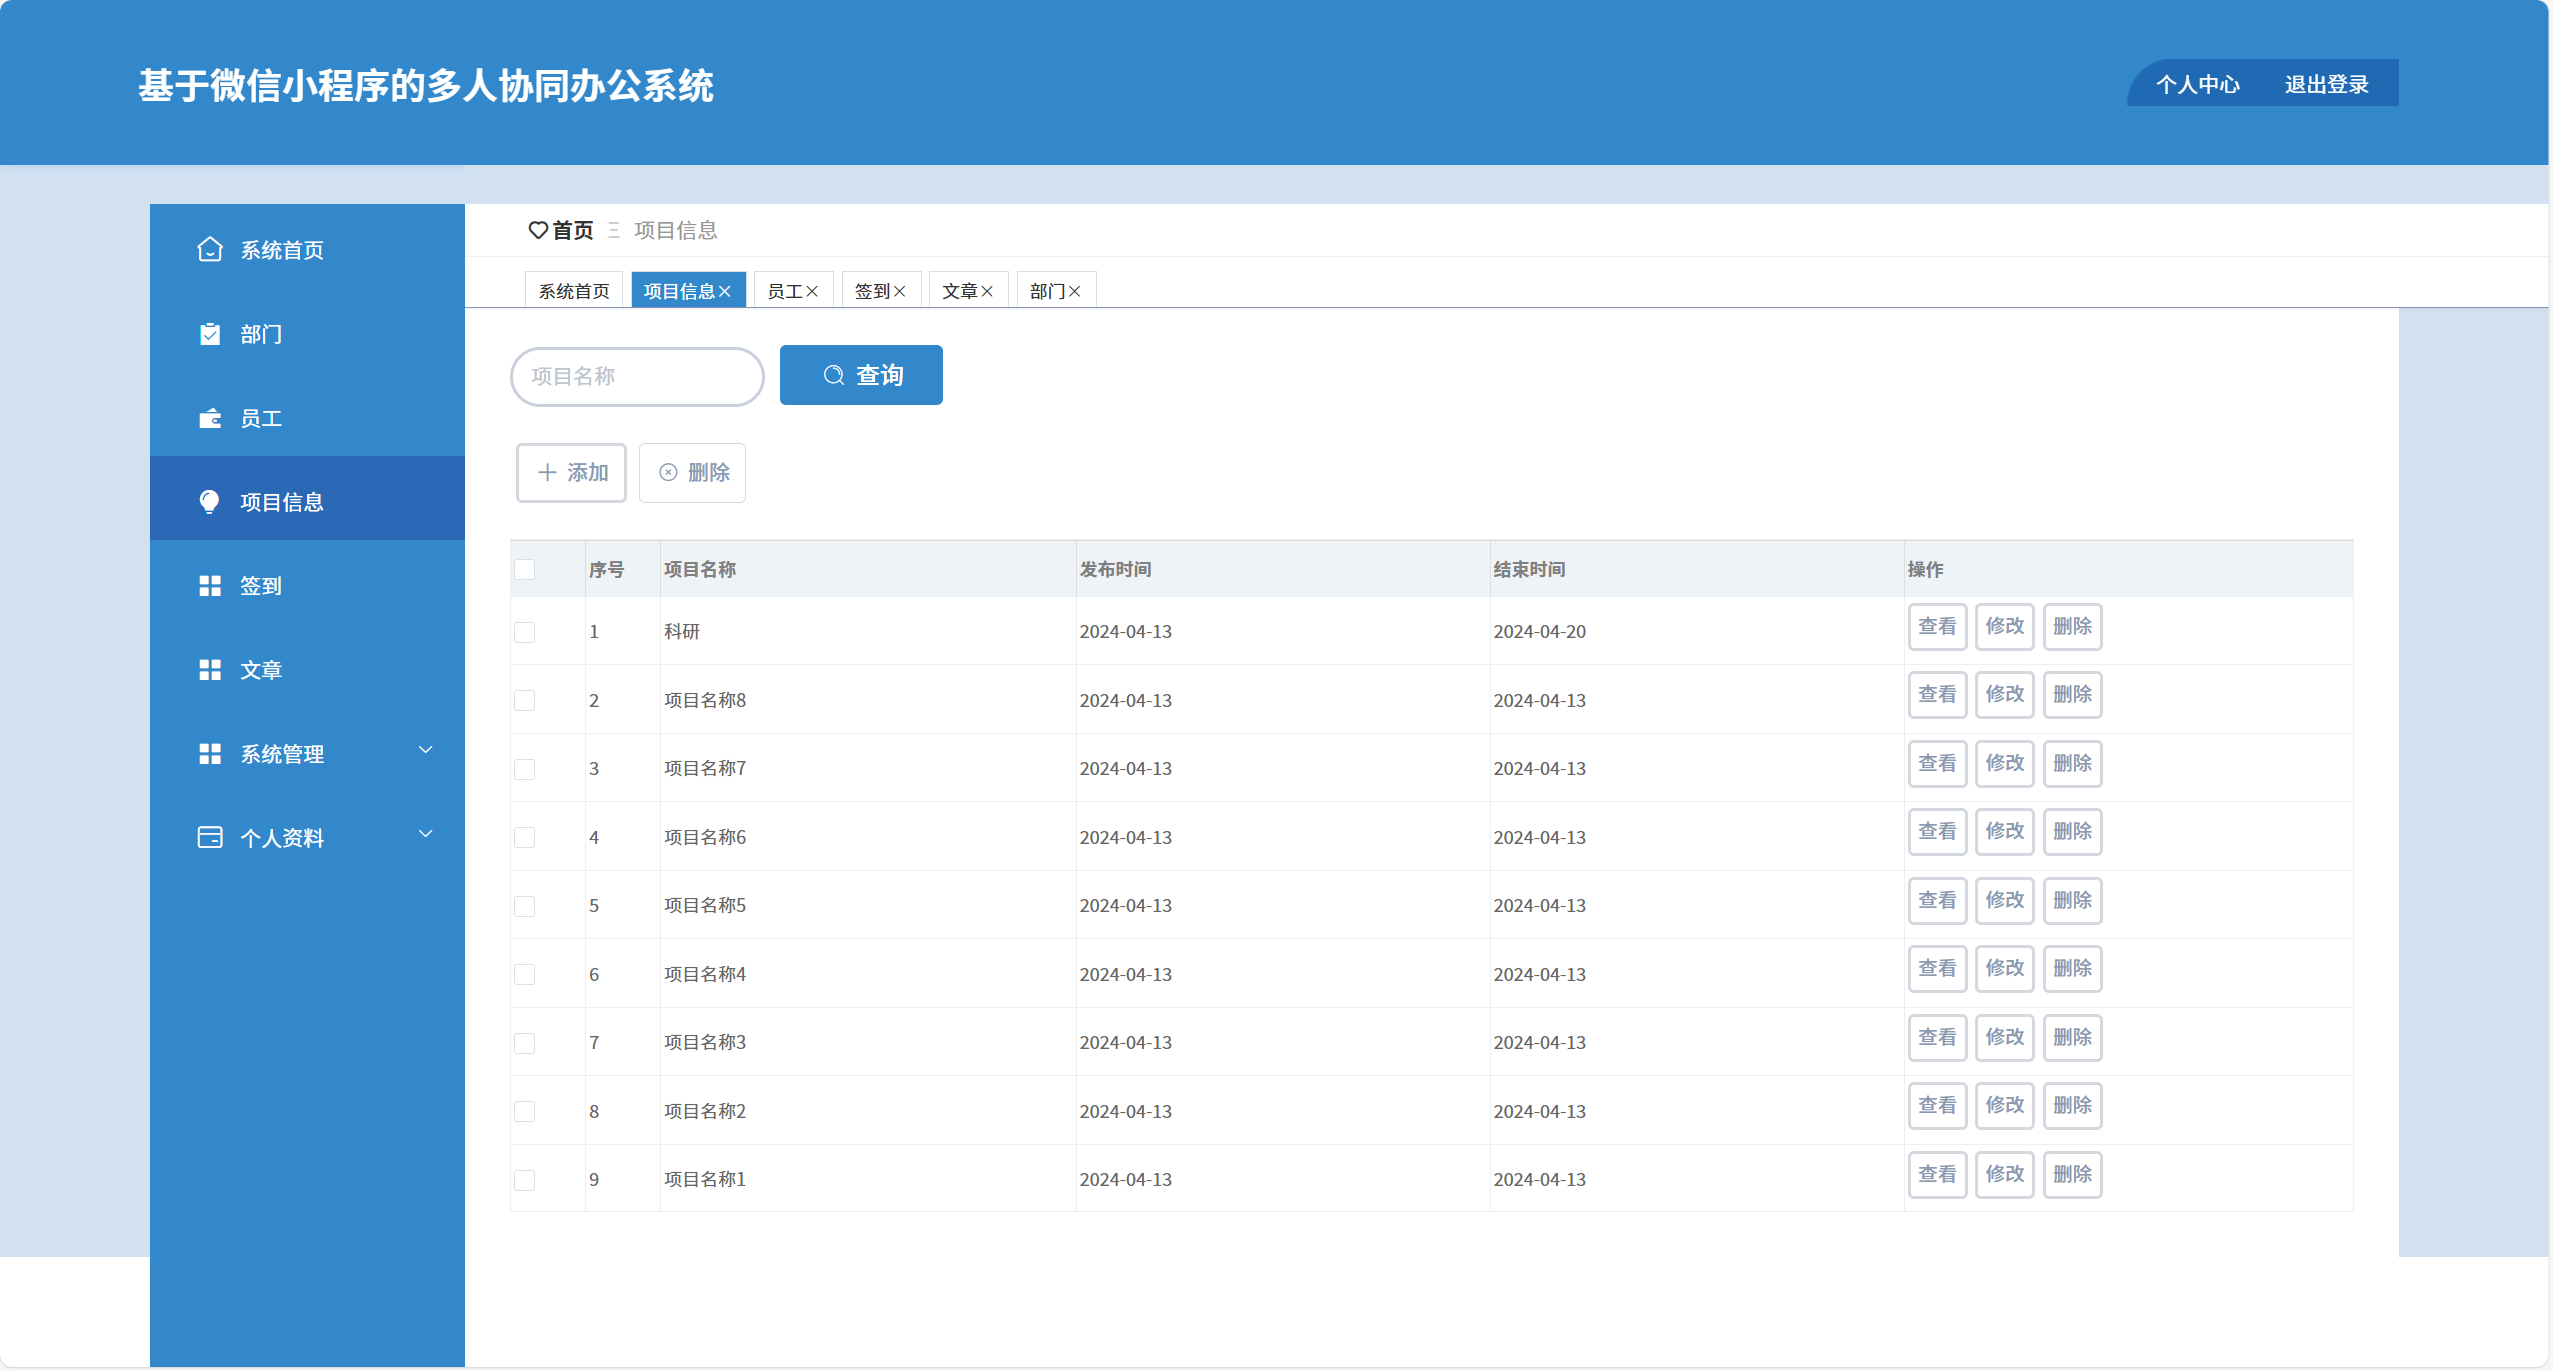 基于微信小程序的多人协同办公系统
个人中心 退出登录
系统首页
部门
员工
项目信息
签到
文章
系统管理
个人资料
首页 项目信息
系统首页 项目信息 员工 签到 文章 部门
项目名称 查询
添加 删除
序号 项目名称 发布时间 结束时间 操作
1 科研 2024-04-13 2024-04-20 查看 修改 删除
2 项目名称8 2024-04-13 2024-04-13 查看 修改 删除
3 项目名称7 2024-04-13 2024-04-13 查看 修改 删除
4 项目名称6 2024-04-13 2024-04-13 查看 修改 删除
5 项目名称5 2024-04-13 2024-04-13 查看 修改 删除
6 项目名称4 2024-04-13 2024-04-13 查看 修改 删除
7 项目名称3 2024-04-13 2024-04-13 查看 修改 删除
8 项目名称2 2024-04-13 2024-04-13 查看 修改 删除
9 项目名称1 2024-04-13 2024-04-13 查看 修改 删除